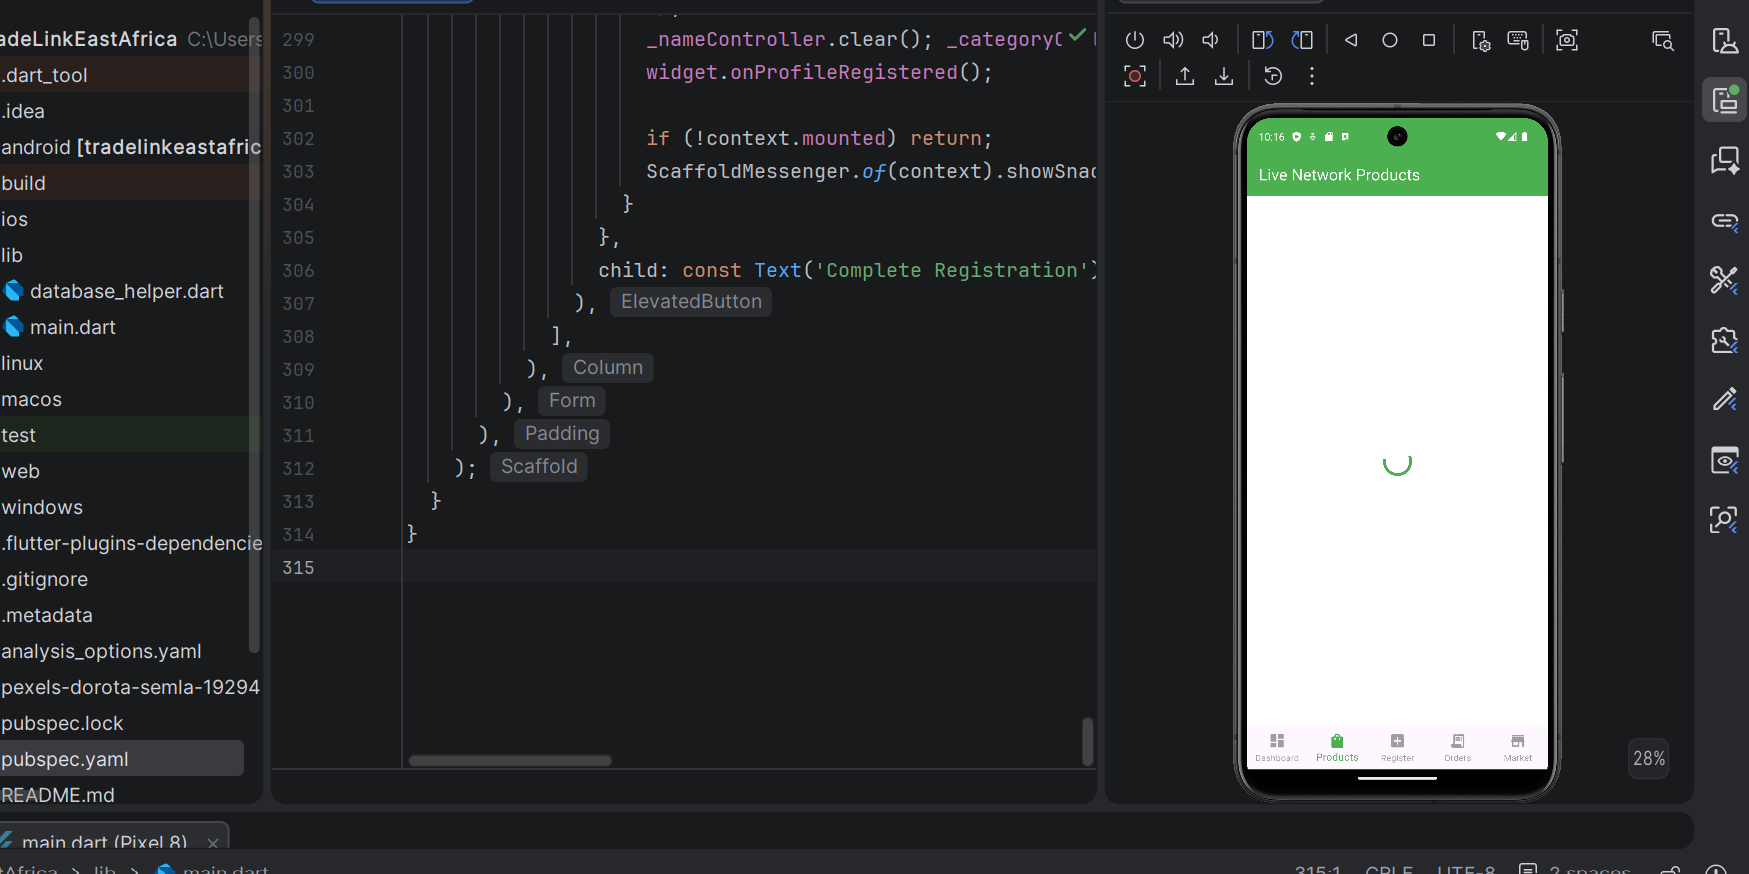 adeLinkEastAfrica C:\Users
.dart_tool
.idea
android [tradelinkeastafric
build
ios
lib
database_helper.dart
main.dart
linux
macos
test
web
windows
.flutter-plugins-dependencie
.gitignore
.metadata
analysis_options.yaml
pexels-dorota-semla-19294
pubspec.lock
pubspec.yaml
README.md
299 _nameController.clear(); _category
300 widget.onProfileRegistered();
301
302 if (!context.mounted) return;
303 ScaffoldMessenger.of(context).showSnac
304 }
305 },
306 child: const Text('Complete Registration')
307 ), ElevatedButton
308 ],
309 ), Column
310 ), Form
311 ), Padding
312 ); Scaffold
313 }
314 }
315
10:16
Live Network Products
Dashboard Products Register Orders Market
28%
main.dart (Pixel 8)
tAfrica > lib > main.dart
315:1 CRLF UTF-8 2 spaces